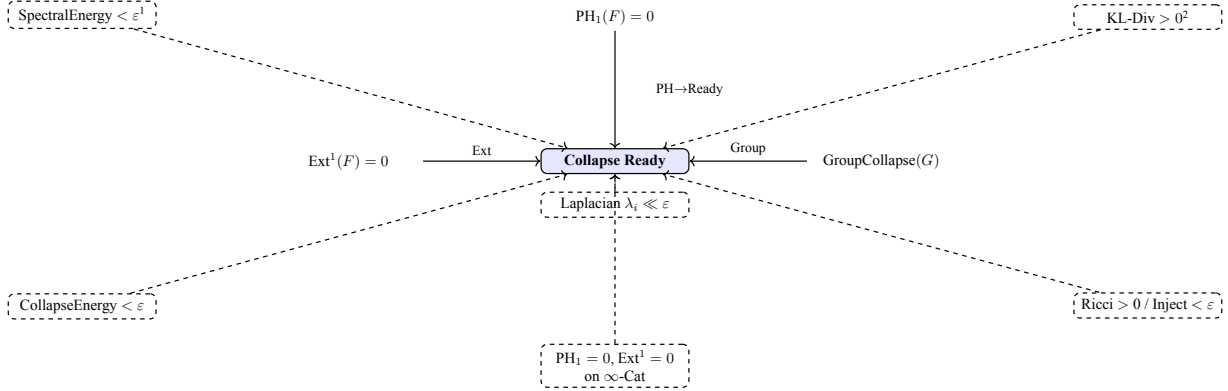 SpectralEnergy < ε¹
PH₁(F) = 0
KL-Div > 0²
PH→Ready
Ext¹(F) = 0
Ext
Collapse Ready
Group
GroupCollapse(G)
Laplacian λᵢ ≪ ε
CollapseEnergy < ε
Ricci > 0 / Inject < ε
PH₁ = 0, Ext¹ = 0
on ∞-Cat